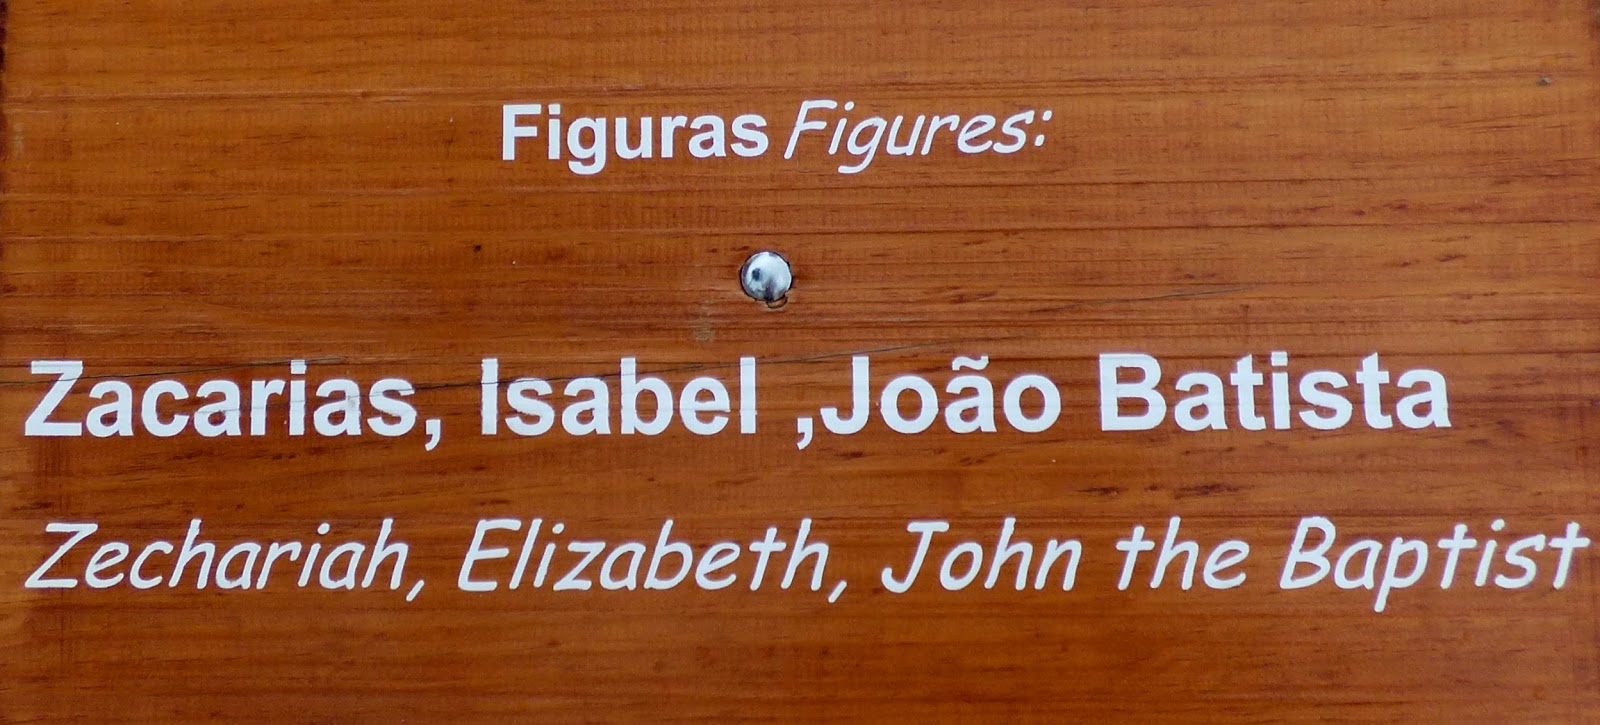 Figuras Figures:
Zacarias, Isabel ,João Batista
Zechariah, Elizabeth, John the Baptist